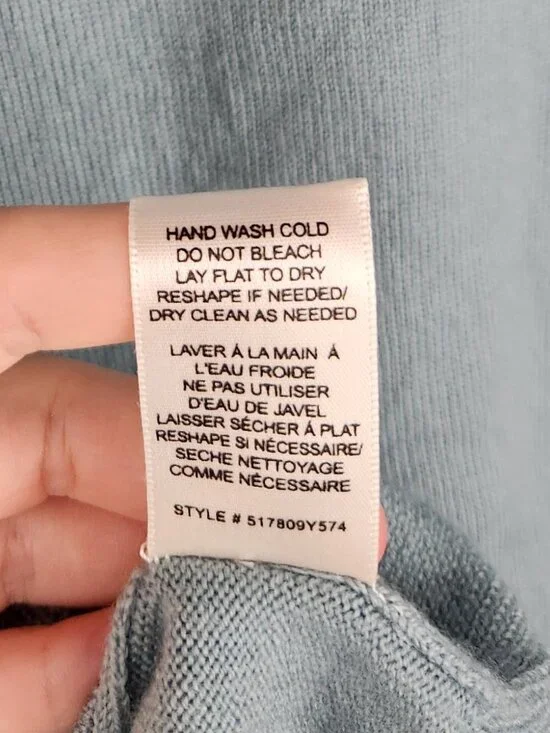 HAND WASH COLD
DO NOT BLEACH
LAY FLAT TO DRY
RESHAPE IF NEEDED/
DRY CLEAN AS NEEDED
LAVER Á LA MAIN Á
L'EAU FROIDE
NE PAS UTILISER
D'EAU DE JAVEL
LAISSER SÉCHER Á PLAT
RESHAPE SI NÉCESSAIRE/
SECHE NETTOYAGE
COMME NÉCESSAIRE
STYLE # 517809Y574